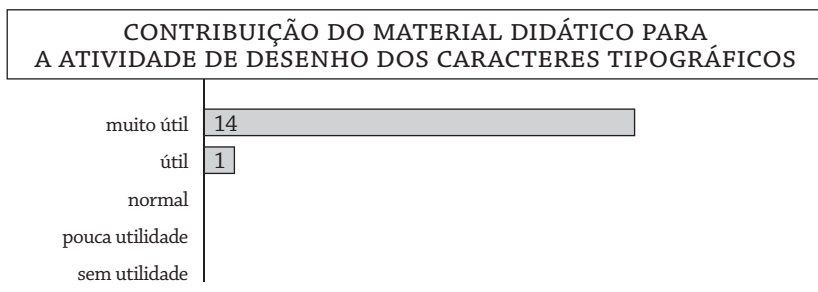 CONTRIBUIÇÃO DO MATERIAL DIDÁTICO PARA
A ATIVIDADE DE DESENHO DOS CARACTERES TIPOGRÁFICOS
muito útil 14
útil 1
normal
pouca utilidade
sem utilidade